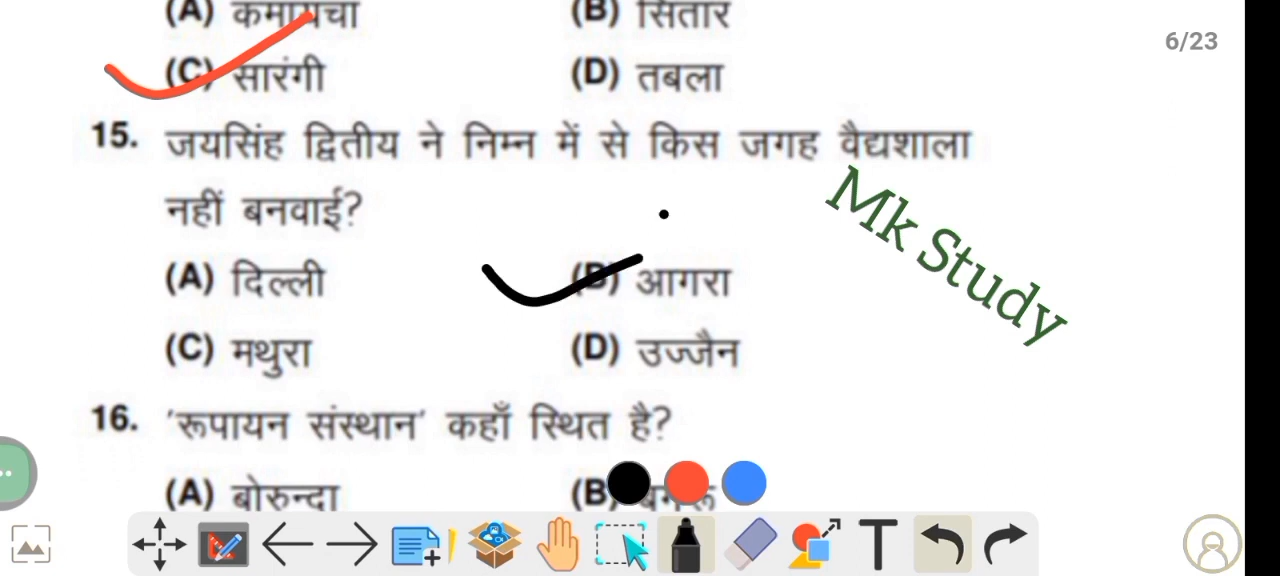 (A) कमायचा (B) सितार
6/23
(C) सारंगी (D) तबला
15. जयसिंह द्वितीय ने निम्न में से किस जगह वैद्यशाला
नहीं बनवाई?
Mk Study
(A) दिल्ली (B) आगरा
(C) मथुरा (D) उज्जैन
16. 'रूपायन संस्थान' कहाँ स्थित है?
(A) बोरुन्दा (B)